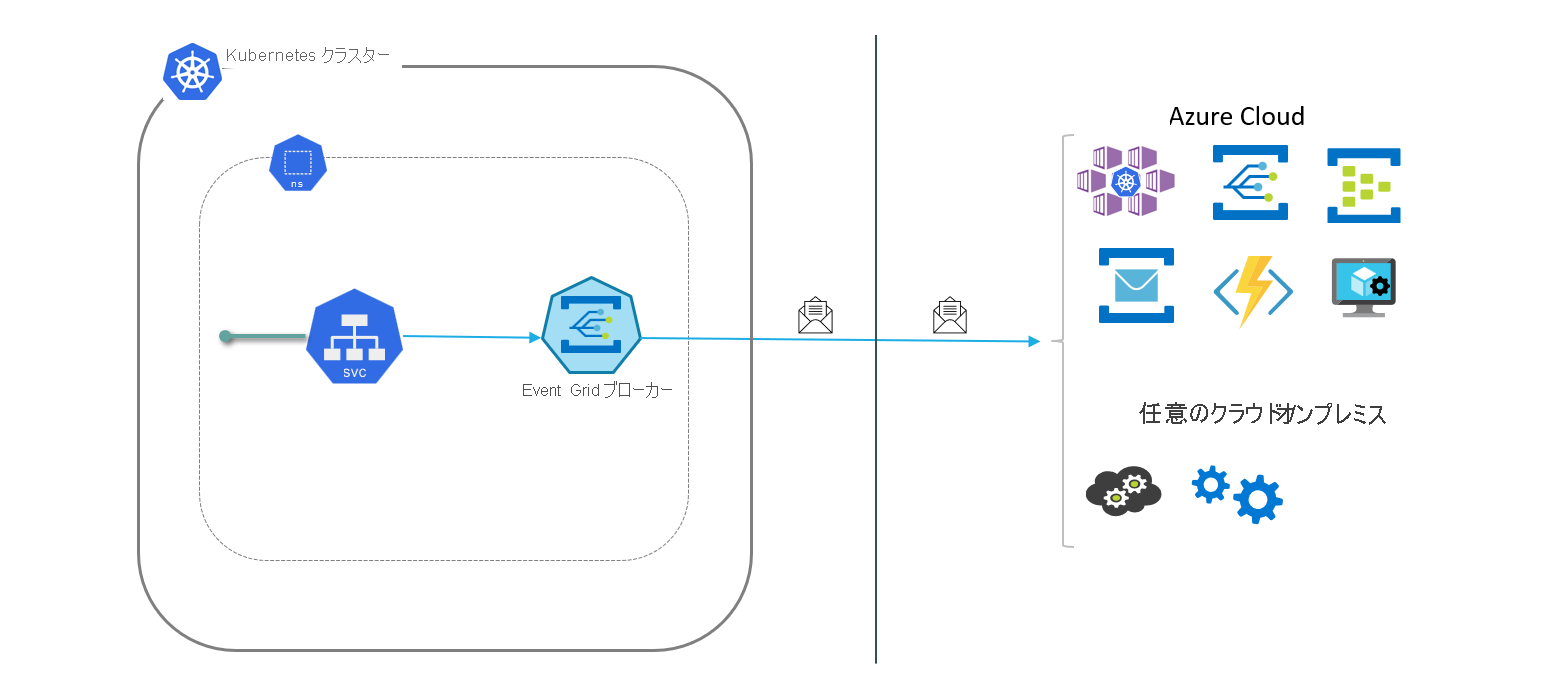 Kubernetes クラスター
ns
SVC
Event Grid ブローカー
Azure Cloud
任意のクラウドオンプレミス